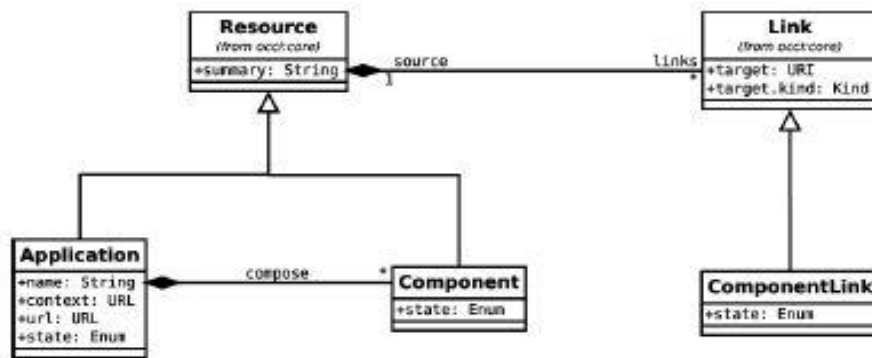 Resource
(from occi:core)
+summary: String
source
1
links
*
Link
(from occi:core)
+target: URI
+target.kind: Kind
Application
+name: String
+context: URL
+url: URL
+state: Enum
compose
*
Component
+state: Enum
ComponentLink
+state: Enum